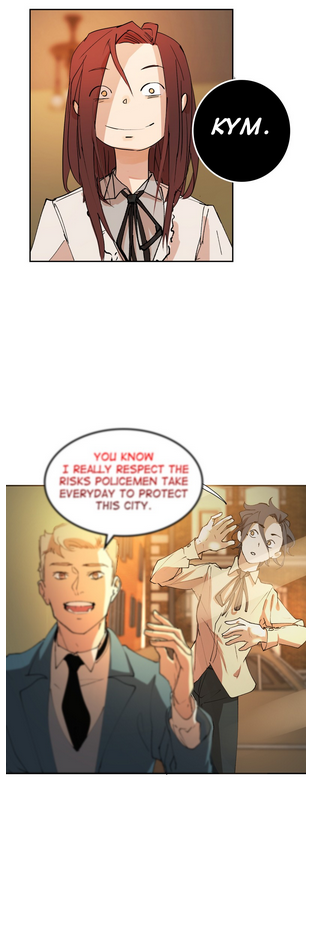 KYM.
YOU KNOW
I REALLY RESPECT THE
RISKS POLICEMEN TAKE
EVERYDAY TO PROTECT
THIS CITY.